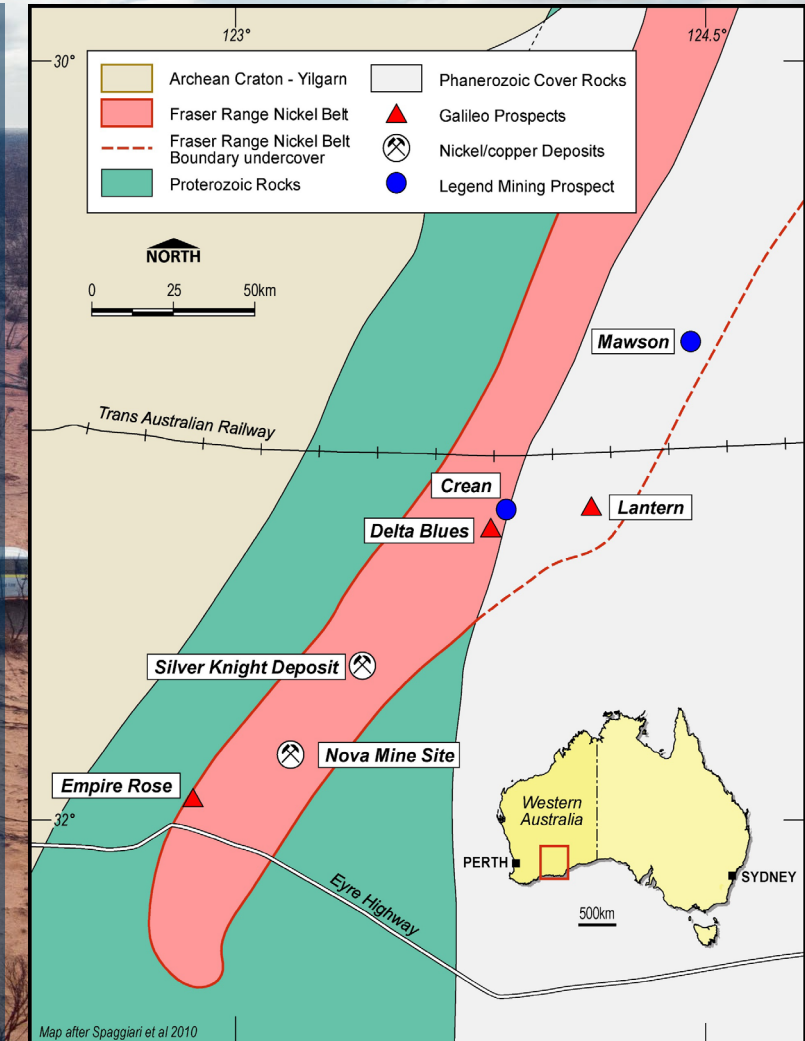 123°
124.5°
30°
Archean Craton - Yilgarn
Fraser Range Nickel Belt
Fraser Range Nickel Belt
Boundary undercover
Proterozoic Rocks
Phanerozoic Cover Rocks
Galileo Prospects
Nickel/copper Deposits
Legend Mining Prospect
NORTH
0 25 50km
Mawson
Trans Australian Railway
Crean
Lantern
Delta Blues
Silver Knight Deposit
Nova Mine Site
Empire Rose
32°
Eyre Highway
Western
Australia
PERTH
SYDNEY
500km
Map after Spaggiari et al 2010